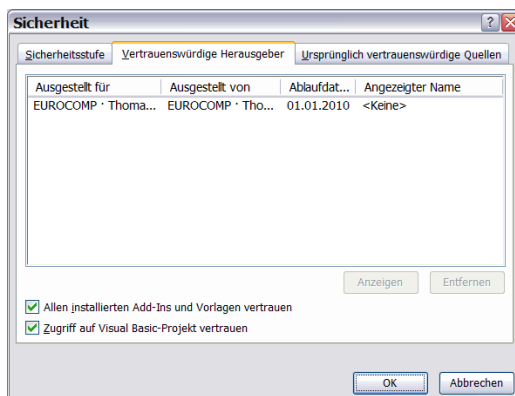 Sicherheit
Sicherheitsstufe Vertrauenswürdige Herausgeber Ursprünglich vertrauenswürdige Quellen
Ausgestellt für Ausgestellt von Ablaufdat... Angezeigter Name
EUROCOMP · Thoma... EUROCOMP · Tho... 01.01.2010 <Keine>
Anzeigen Entfernen
Allen installierten Add-Ins und Vorlagen vertrauen
Zugriff auf Visual Basic-Projekt vertrauen
OK Abbrechen